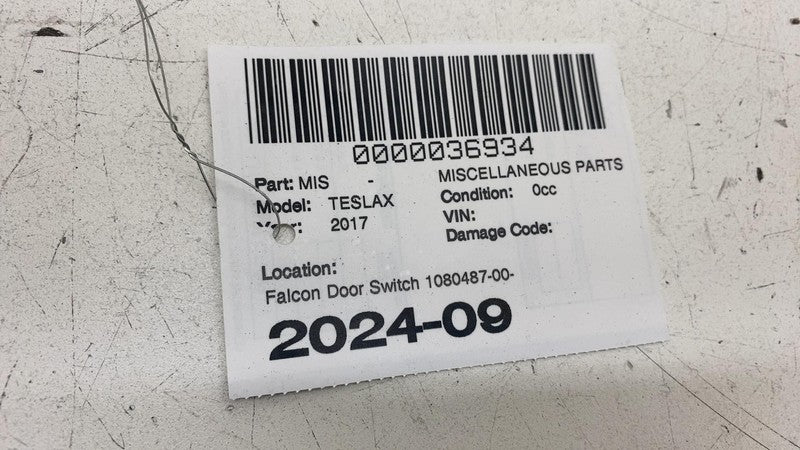 0000036934
Part: MIS - MISCELLANEOUS PARTS
Model: TESLAX Condition: 0cc
Year: 2017 VIN:
Damage Code:
Location:
Falcon Door Switch 1080487-00-
2024-09